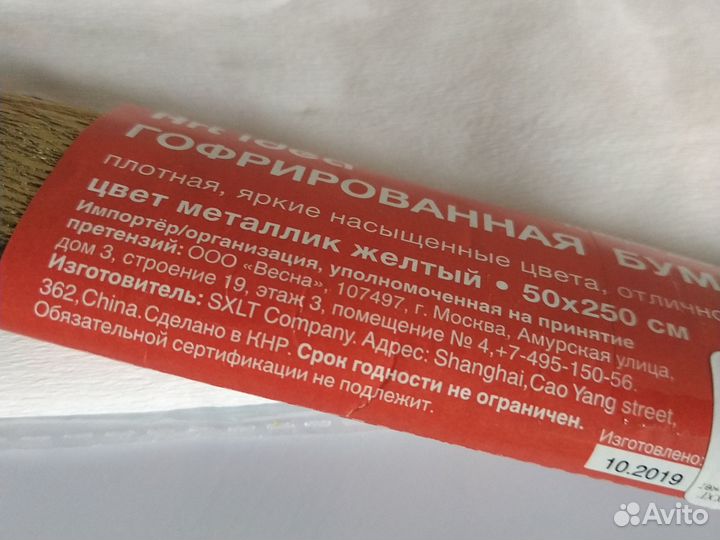 ГОФРИРОВАННАЯ БУМ
плотная, яркие насыщенные цвета, отлично
цвет металлик желтый • 50х250 см
Импортёр/организация, уполномоченная на принятие
претензий: ООО «Весна», 107497, г. Москва, Амурская улица,
дом 3, строение 19, этаж 3, помещение № 4,+7-495-150-56.
Изготовитель: SXLT Company. Адрес: Shanghai,Cao Yang street,
362,China.Сделано в КНР. Срок годности не ограничен.
Обязательной сертификации не подлежит.
Изготовлено:
10.2019
Avito